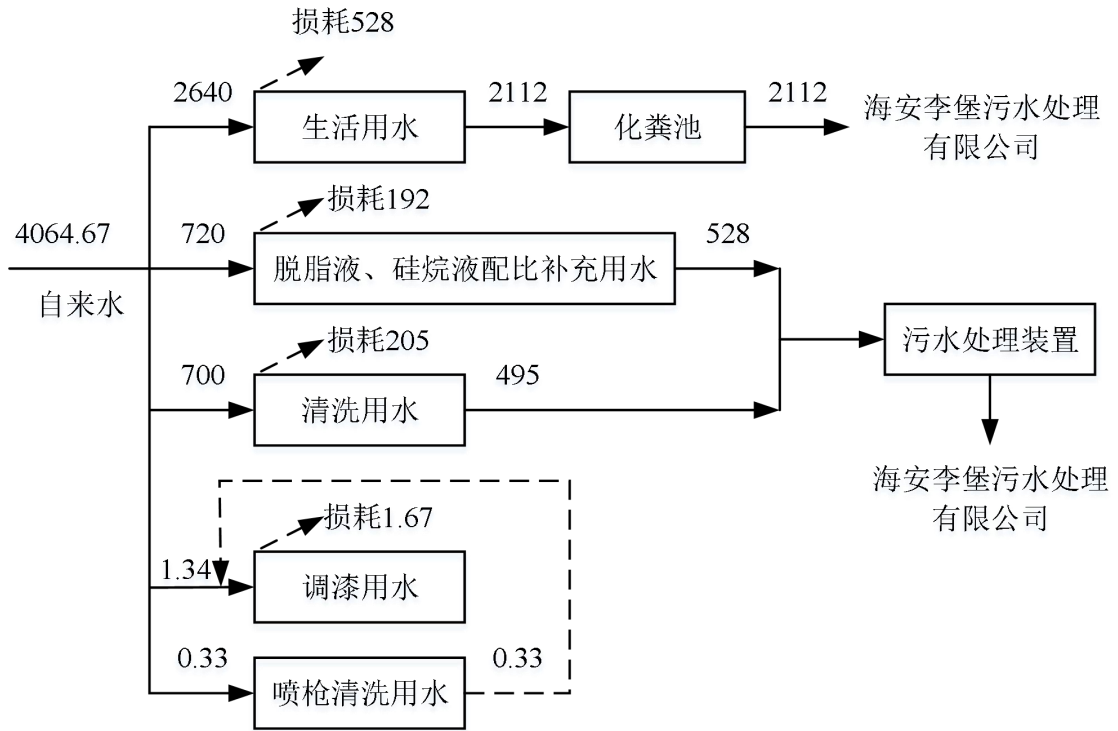 损耗528
2640
生活用水
2112
化粪池
2112
海安李堡污水处理
有限公司
损耗192
4064.67
自来水
720
脱脂液、硅烷液配比补充用水
528
损耗205
700
清洗用水
495
污水处理装置
海安李堡污水处理
有限公司
损耗1.67
1.34
调漆用水
0.33
喷枪清洗用水
0.33